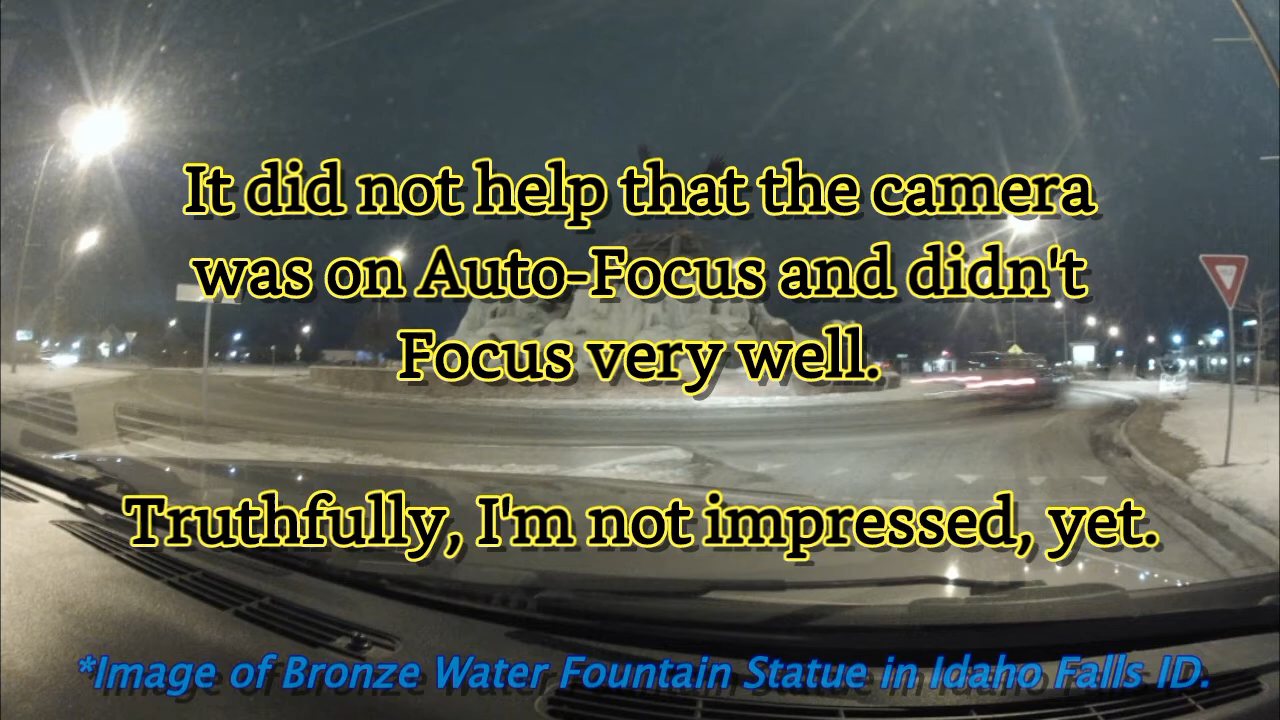 It did not help that the camera
was on Auto-Focus and didn't
Focus very well.
Truthfully, I'm not impressed, yet.
*Image of Bronze Water Fountain Statue in Idaho Falls ID.